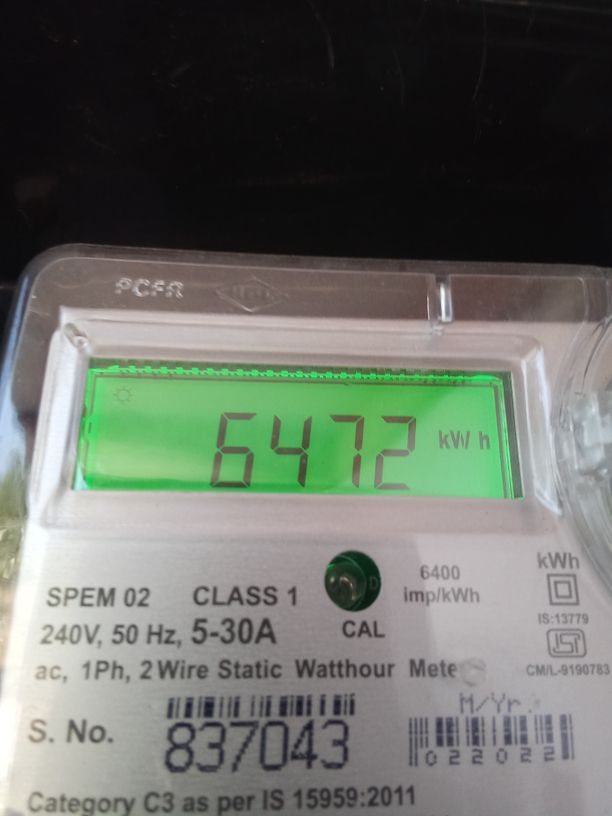 PCFR
6472 kW h
SPEM 02 CLASS 1
6400
imp/kWh
kWh
240V, 50 Hz, 5-30A
CAL
IS:13779
ac, 1Ph, 2 Wire Static Watthour Mete
CM/L-9190783
S. No.
837043
M/Yr.
022022
Category C3 as per IS 15959:2011